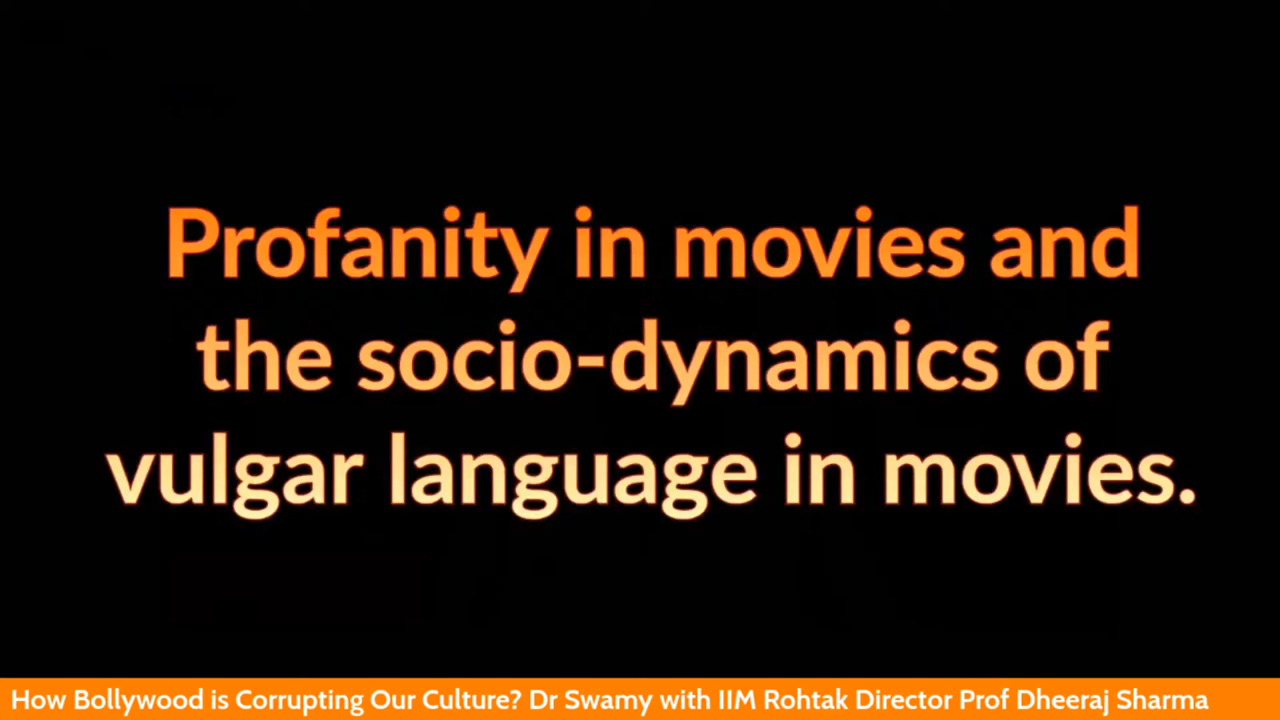 Profanity in movies and
the socio-dynamics of
vulgar language in movies.
How Bollywood is Corrupting Our Culture? Dr Swamy with IIM Rohtak Director Prof Dheeraj Sharma